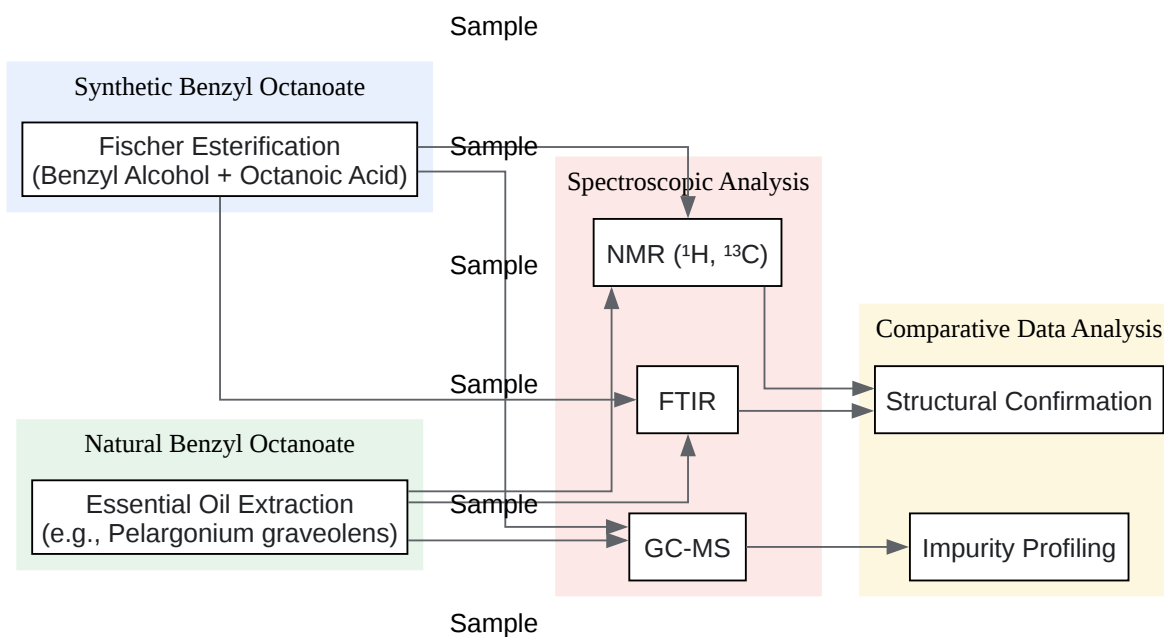 Sample
Synthetic Benzyl Octanoate
Fischer Esterification
(Benzyl Alcohol + Octanoic Acid)
Sample
Spectroscopic Analysis
NMR (¹H, ¹³C)
Sample
Comparative Data Analysis
Sample
FTIR
Structural Confirmation
Natural Benzyl Octanoate
Essential Oil Extraction
(e.g., Pelargonium graveolens)
Sample
GC-MS
Impurity Profiling
Sample